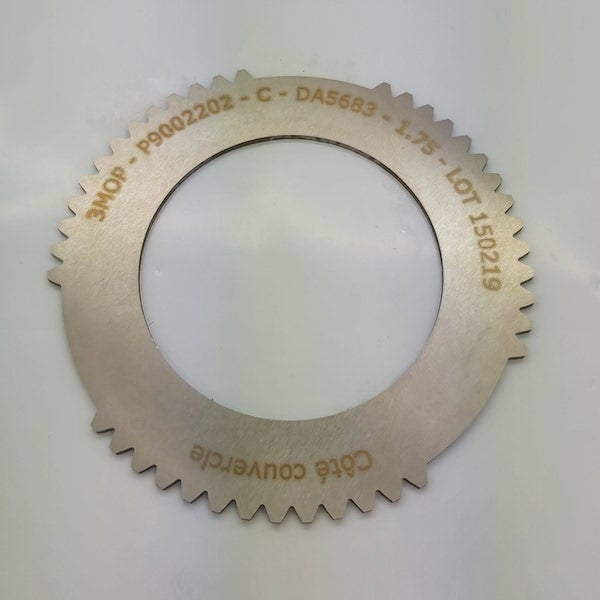 3MOP - P9002202 - C - DA5683 - 1.75 - LOT 150219
Côté couvercle